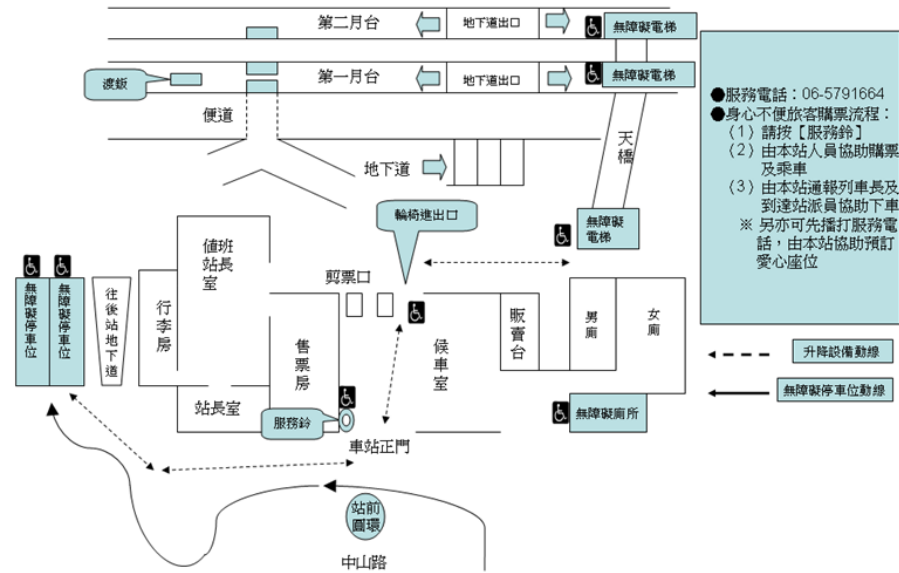 第二月台
地下道出口
無障礙電梯
渡鈑
第一月台
地下道出口
無障礙電梯
便道
天橋
●服務電話：06-5791664
●身心不便旅客購票流程：
(1) 請按［服務鈴］
(2) 由本站人員協助購票
及乘車
(3) 由本站通報列車長及
到達站派員協助下車
※ 另亦可先播打服務電
話，由本站協助預訂
愛心座位
地下道
輪椅進出口
無障礙
電梯
值班
站長
室
剪票口
無障礙停車位
無障礙停車位
往後站地下道
行李房
售票房
候車室
販賣台
男廁
女廁
升降設備動線
無障礙停車位動線
站長室
服務鈴
無障礙廁所
車站正門
站前
圓環
中山路